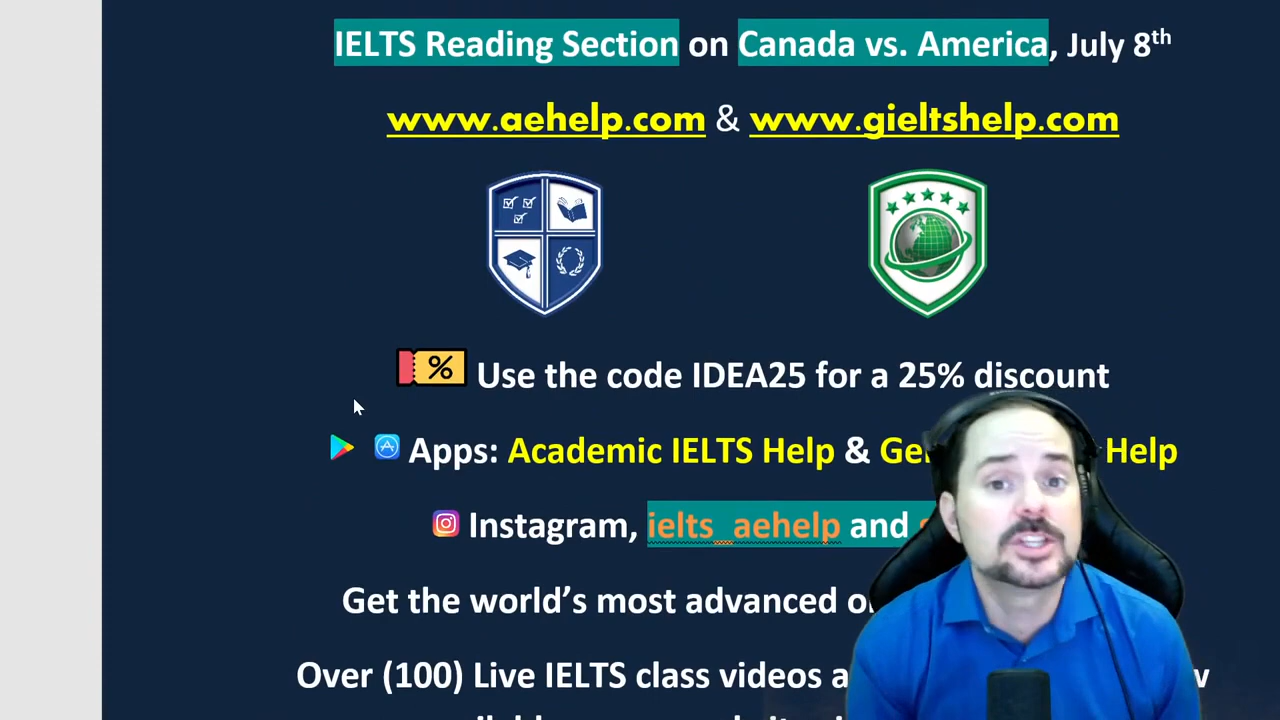 IELTS Reading Section on Canada vs. America, July 8th
www.aehelp.com & www.gieltshelp.com
% Use the code IDEA25 for a 25% discount
Apps: Academic IELTS Help & Help
Instagram, ielts_aehelp and
Get the world's most advanced
Over (100) Live IELTS class videos